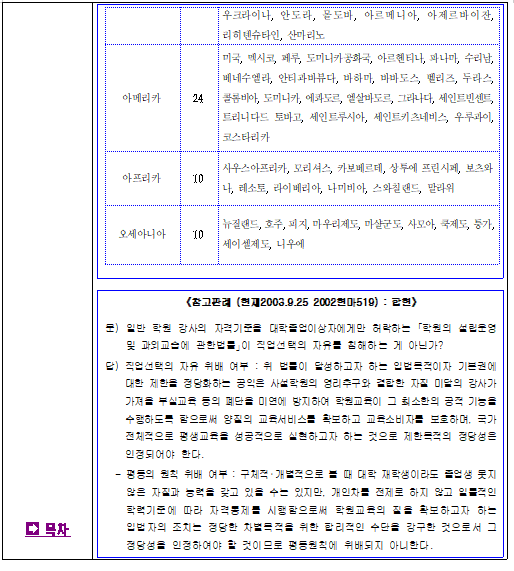 우크라이나, 안도라, 몰도바, 아르메니아, 아제르바이잔,
리히덴슈타인, 산마리노
아메리카
24
미국, 멕시코, 페루, 도미니카공화국, 아르헨티나, 파나마, 수리남,
베네수엘라, 안티과바뷰다, 바하마, 바바도스, 벨리즈, 두라스,
콜롬비아, 도미니카, 에콰도르, 엘살바도르, 그라나다, 세인트빈센트,
트리니다드 토바고, 세인트루시아, 세인트키츠네비스, 우루과이,
코스타리카
아프리카
10
사우스아프리카, 모리셔스, 카보베르데, 상투에 프린시페, 보츠와
나, 레소토, 라이베리아, 나미비아, 스와질랜드, 말라위
오세아니아
10
뉴질랜드, 호주, 피지, 마우리제도, 마샬군도, 사모아, 쿡제도, 통가,
세이셸제도, 니우에
《참고판례 (헌재2003.9.25 2002헌마519) : 합헌》
문) 일반 학원 강사의 자격기준을 대학졸업이상자에게만 허락하는 「학원의 설립운영
및 과외교습에 관한법률」이 직업선택의 자유를 침해하는 게 아닌가?
답) 직업선택의 자유 위배 여부 : 위 법률이 달성하고자 하는 입법목적이자 기본권에
대한 제한을 정당화하는 공익은 사설학원의 영리추구와 결합한 자질 미달의 강사가
가져올 부실교육 등의 폐단을 미연에 방지하여 학원교육이 그 최소한의 공적 기능을
수행하도록 함으로써 양질의 교육서비스를 확보하고 교육소비자를 보호하며, 국가
전체적으로 평생교육을 성공적으로 실현하고자 하는 것으로 제한목적의 정당성은
인정되어야 한다.
- 평등의 원칙 위배 여부 : 구체적·개별적으로 볼 때 대학 재학생이라도 졸업생 못지
않은 자질과 능력을 갖고 있을 수는 있지만, 개인차를 전제로 하지 않고 일률적인
학력기준에 따라 자격통제를 시행함으로써 학원교육의 질을 확보하고자 하는
입법자의 조치는 정당한 차별목적을 위한 합리적인 수단을 강구한 것으로서 그
정당성을 인정하여야 할 것이므로 평등원칙에 위배되지 아니한다.
목차